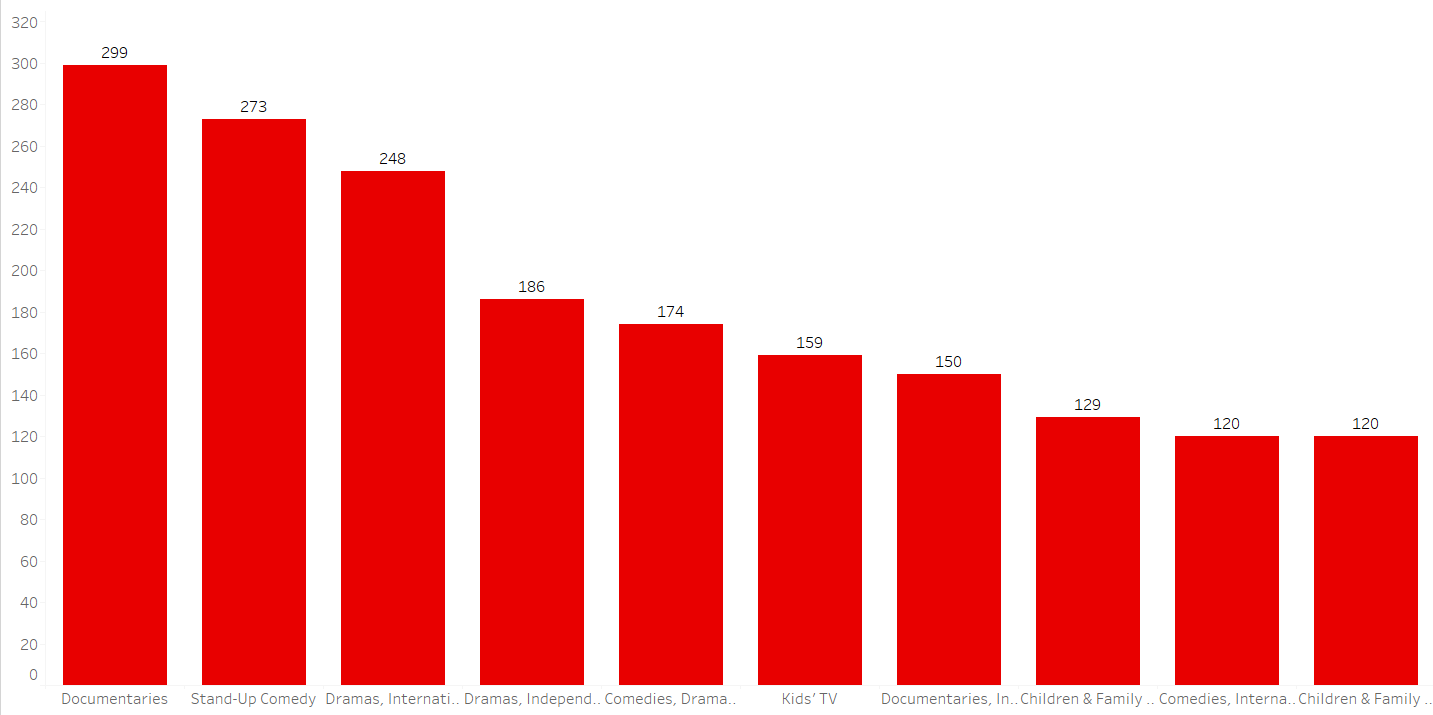 320
300
280
260
240
220
200
180
160
140
120
100
80
60
40
20
0
299
273
248
186
174
159
150
129
120
120
Documentaries
Stand-Up Comedy
Dramas, Internati..
Dramas, Independ..
Comedies, Drama..
Kids' TV
Documentaries, In..
Children & Family ..
Comedies, Interna..
Children & Family ..